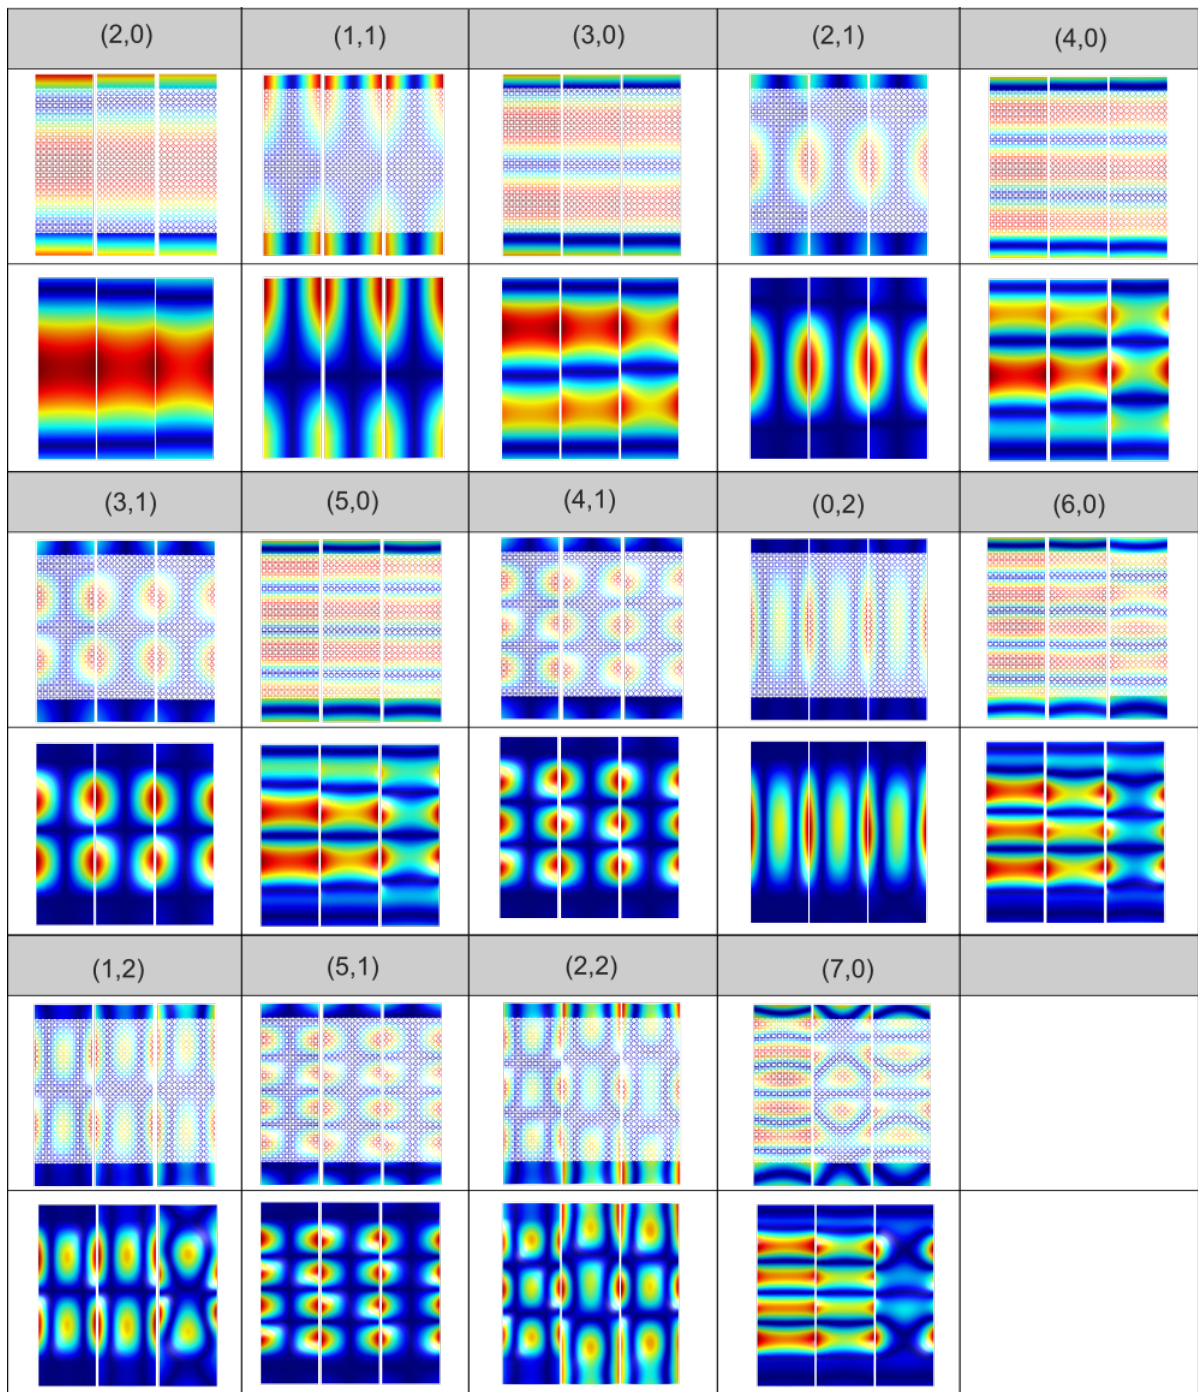 (2,0) (1,1) (3,0) (2,1) (4,0)
(3,1) (5,0) (4,1) (0,2) (6,0)
(1,2) (5,1) (2,2) (7,0)